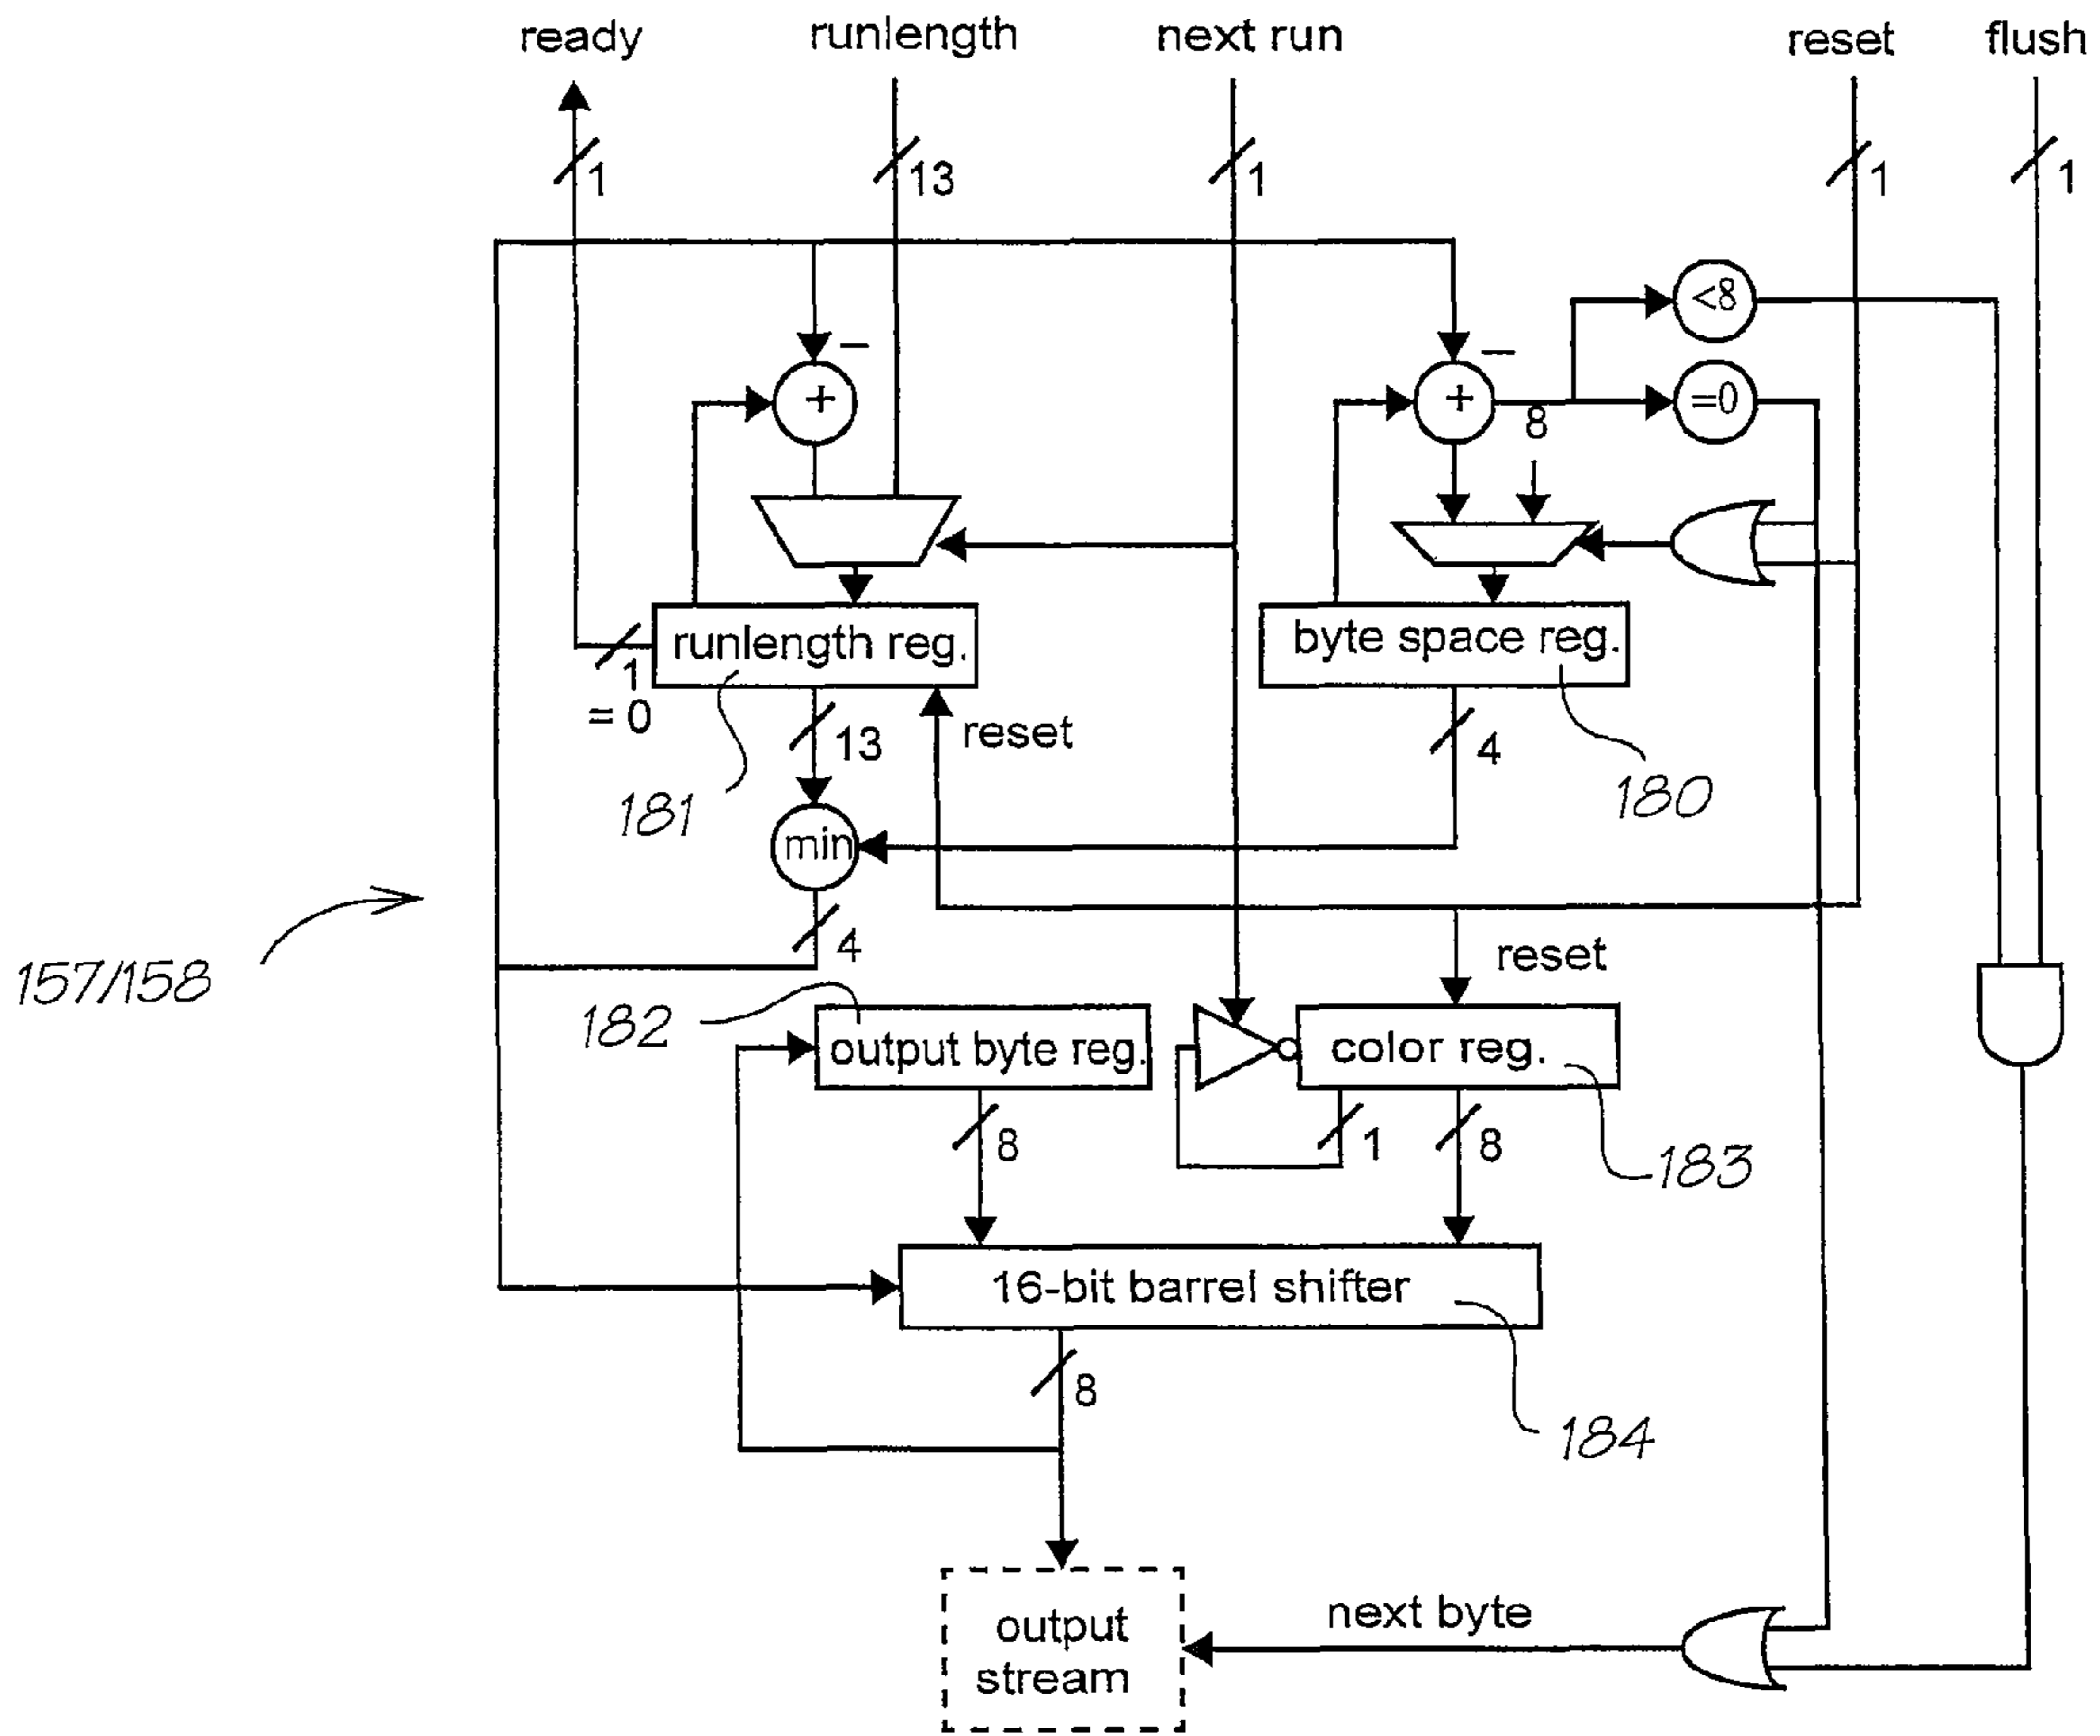 ready
runlength
next run
reset
flush
1
13
1
1
1
<8
−
−
+
+
=0
8
runlength reg.
byte space reg.
1
= 0
13
reset
4
181
180
min
4
reset
157/158
182
output byte reg.
color reg.
8
1
8
183
16-bit barrel shifter
8
184
next byte
output
stream